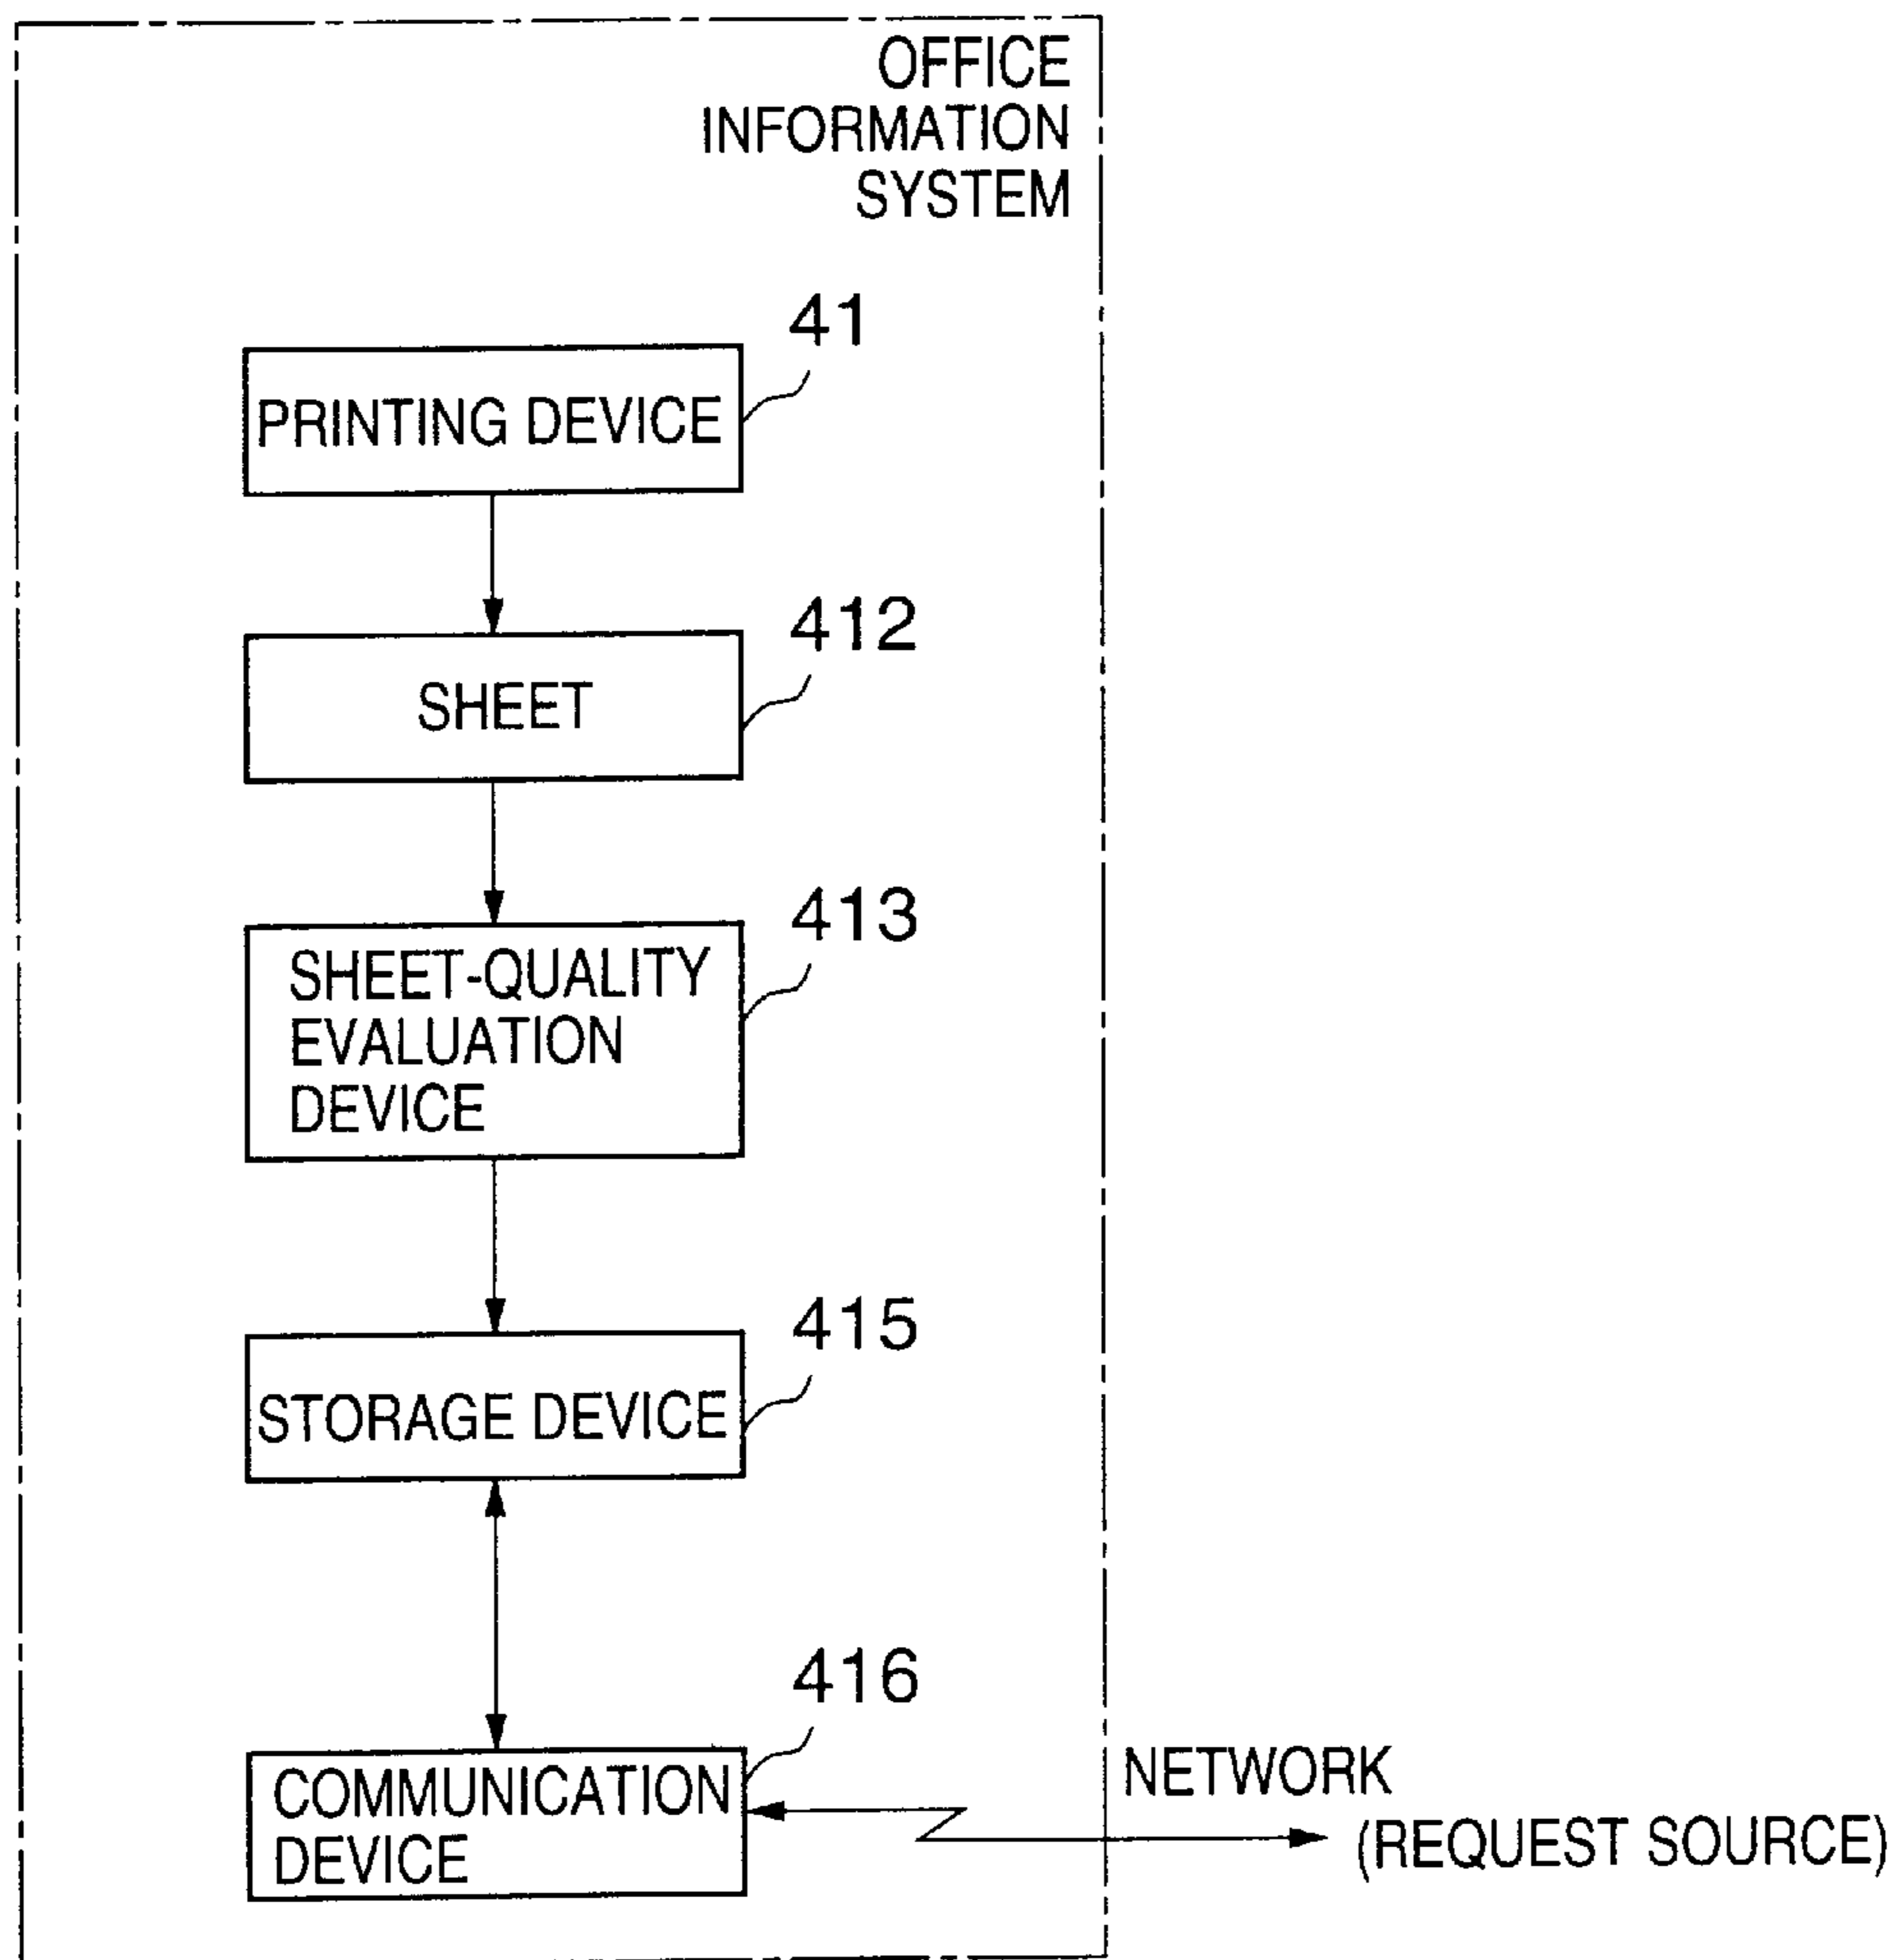 OFFICE
INFORMATION
SYSTEM
41
PRINTING DEVICE
412
SHEET
413
SHEET-QUALITY
EVALUATION
DEVICE
415
STORAGE DEVICE
416
COMMUNICATION
DEVICE
NETWORK
(REQUEST SOURCE)